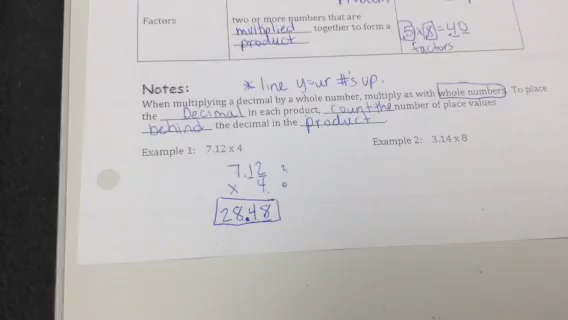 Factors
two or more numbers that are
multiplied together to form a
product
.5 x 8 = 40
factors
Notes: * line your #'s up.
When multiplying a decimal by a whole number, multiply as with whole numbers. To place
the Decimal in each product, count the number of place values
behind the decimal in the product.
Example 1: 7.12 x 4
Example 2: 3.14 x 8
7.12
x 4.
28.48